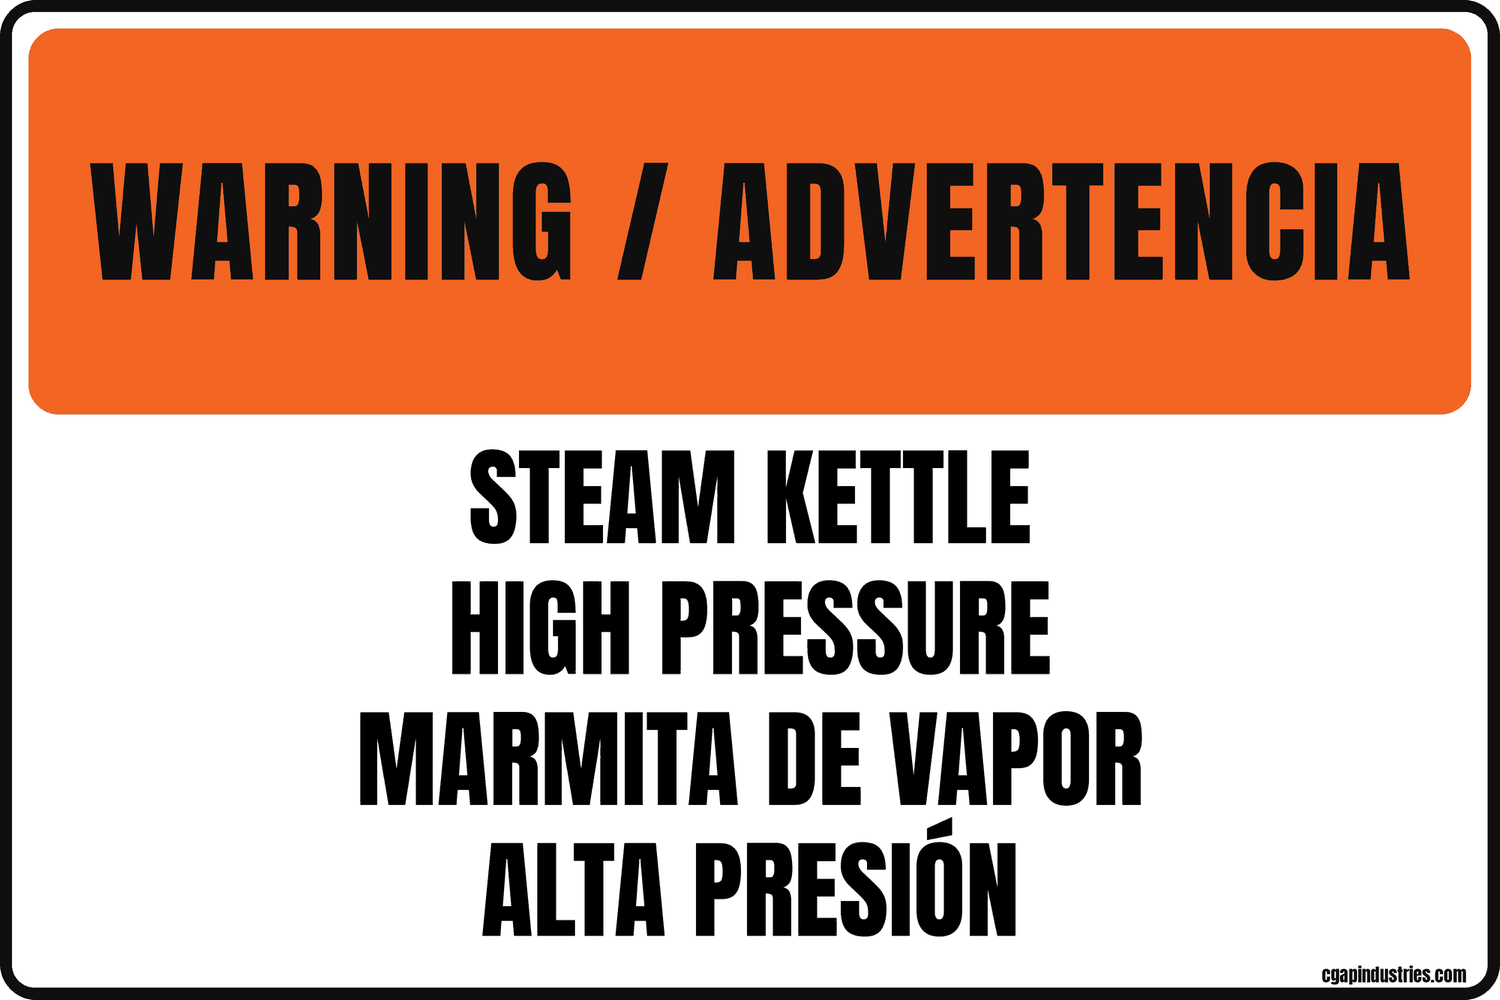 WARNING / ADVERTENCIA
STEAM KETTLE
HIGH PRESSURE
MARMITA DE VAPOR
ALTA PRESIÓN
cgapindustries.com